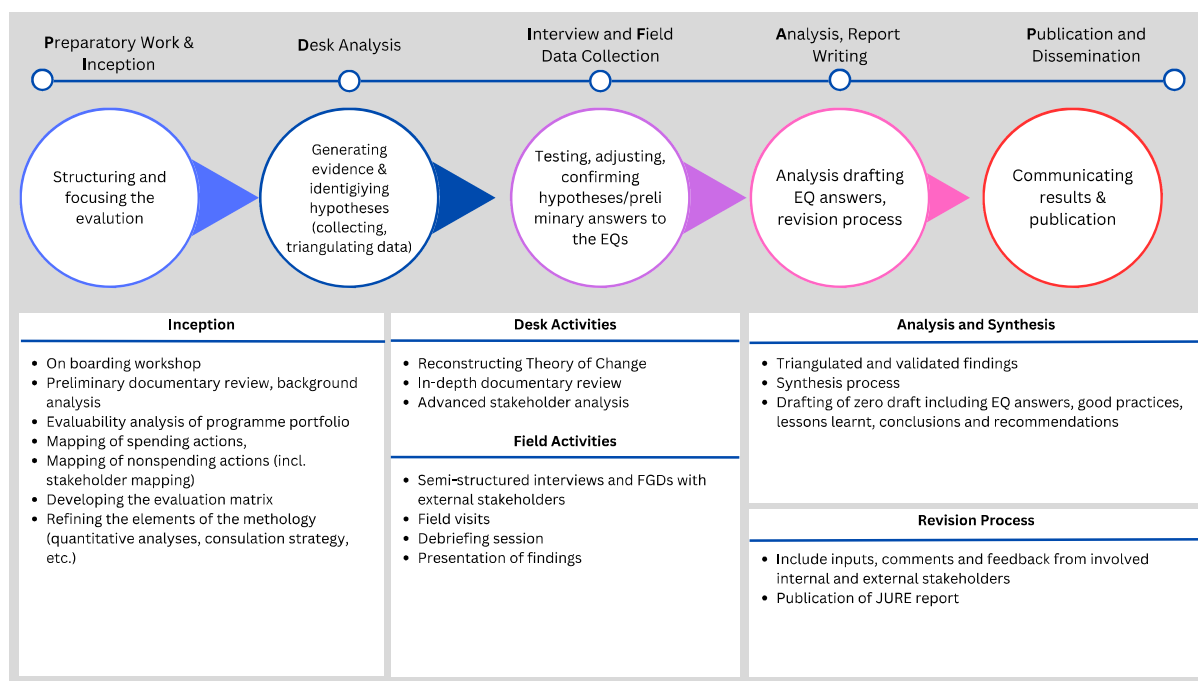 Preparatory Work &
Inception
Desk Analysis
Interview and Field
Data Collection
Analysis, Report
Writing
Publication and
Dissemination
Structuring and
focusing the
evalution
Generating
evidence &
identigiying
hypotheses
(collecting,
triangulating data)
Testing, adjusting,
confirming
hypotheses/preli
minary answers to
the EQs
Analysis drafting
EQ answers,
revision process
Communicating
results &
publication
Inception
• On boarding workshop
• Preliminary documentary review, background
analysis
• Evaluability analysis of programme portfolio
• Mapping of spending actions,
• Mapping of nonspending actions (incl.
stakeholder mapping)
• Developing the evaluation matrix
• Refining the elements of the methology
(quantitative analyses, consulation strategy,
etc.)
Desk Activities
• Reconstructing Theory of Change
• In-depth documentary review
• Advanced stakeholder analysis
Field Activities
• Semi-structured interviews and FGDs with
external stakeholders
• Field visits
• Debriefing session
• Presentation of findings
Analysis and Synthesis
• Triangulated and validated findings
• Synthesis process
• Drafting of zero draft including EQ answers, good practices,
lessons learnt, conclusions and recommendations
Revision Process
• Include inputs, comments and feedback from involved
internal and external stakeholders
• Publication of JURE report